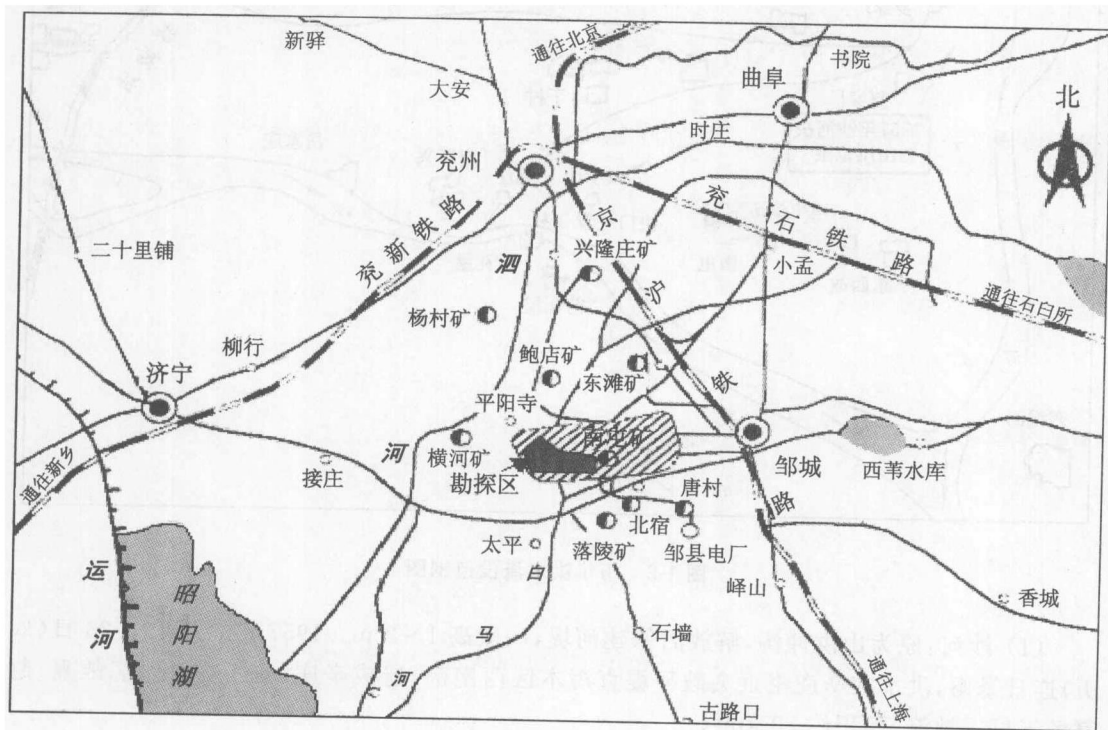 新驿
通往北京
书院
曲阜
大安
北
时庄
兖州
兖石铁路
兖新铁路
京沪铁路
兴隆庄矿
小孟
二十里铺
泗
杨村矿
通往石臼所
柳行
鲍店矿
东滩矿
济宁
平阳寺
南屯矿
河
横河矿
邹城
西苇水库
接庄
勘探区
唐村
通往新乡
北宿
太平
落陵矿
邹县电厂
白
运河
昭阳湖
峄山
香城
石墙
马
河
通往上海
古路口